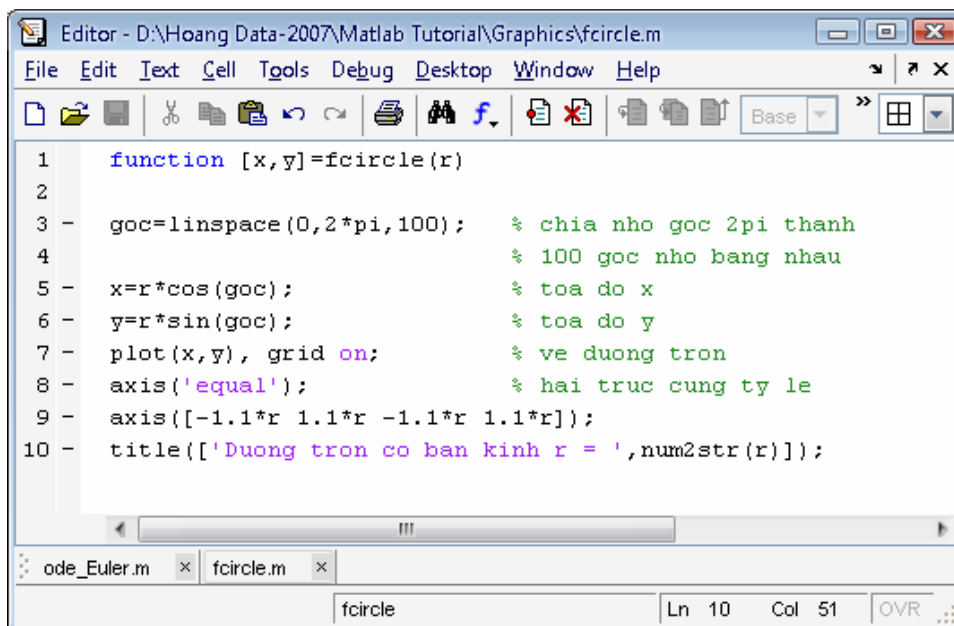 Editor - D:\Hoang Data-2007\Matlab Tutorial\Graphics\fcircle.m
File Edit Text Cell Tools Debug Desktop Window Help
Base
1 function [x,y]=fcircle(r)
2
3 - goc=linspace(0,2*pi,100); % chia nho goc 2pi thanh
4 % 100 goc nho bang nhau
5 - x=r*cos(goc); % toa do x
6 - y=r*sin(goc); % toa do y
7 - plot(x,y), grid on; % ve duong tron
8 - axis('equal'); % hai truc cung ty le
9 - axis([-1.1*r 1.1*r -1.1*r 1.1*r]);
10 - title(['Duong tron co ban kinh r = ',num2str(r)]);
ode_Euler.m fcircle.m
fcircle Ln 10 Col 51 OVR